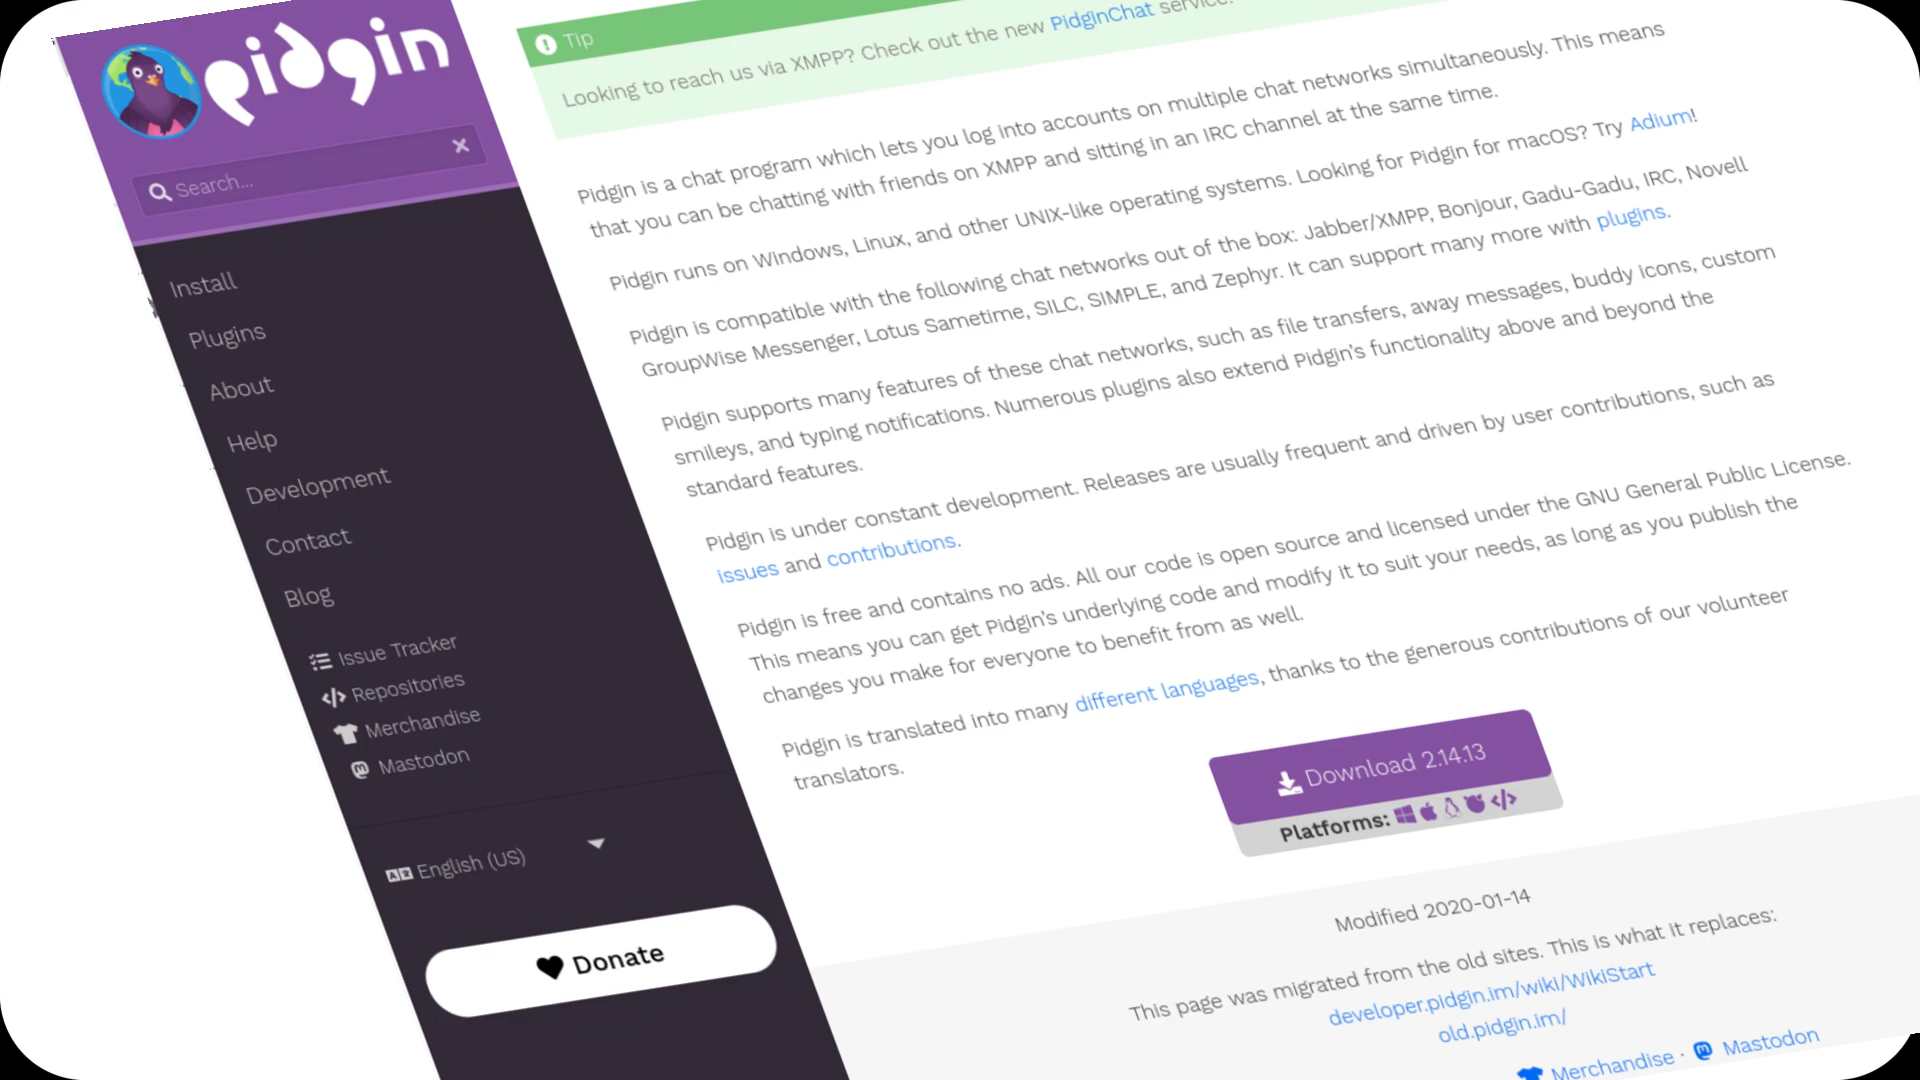 pidgin
Search...
Install
Plugins
About
Help
Development
Contact
Blog
Issue Tracker
Repositories
Merchandise
Mastodon
English (US)
Donate
Tip
Looking to reach us via XMPP? Check out the new PidginChat service.
Pidgin is a chat program which lets you log into accounts on multiple chat networks simultaneously. This means
that you can be chatting with friends on XMPP and sitting in an IRC channel at the same time.
Pidgin runs on Windows, Linux, and other UNIX-like operating systems. Looking for Pidgin for macOS? Try Adium!
Pidgin is compatible with the following chat networks out of the box: Jabber/XMPP, Bonjour, Gadu-Gadu, IRC, Novell
GroupWise Messenger, Lotus Sametime, SILC, SIMPLE, and Zephyr. It can support many more with plugins.
Pidgin supports many features of these chat networks, such as file transfers, away messages, buddy icons, custom
smileys, and typing notifications. Numerous plugins also extend Pidgin's functionality above and beyond the
standard features.
Pidgin is under constant development. Releases are usually frequent and driven by user contributions, such as
issues and contributions.
Pidgin is free and contains no ads. All our code is open source and licensed under the GNU General Public License.
This means you can get Pidgin's underlying code and modify it to suit your needs, as long as you publish the
changes you make for everyone to benefit from as well.
Pidgin is translated into many different languages, thanks to the generous contributions of our volunteer
translators.
Download 2.14.13
Platforms:
Modified 2020-01-14
This page was migrated from the old sites. This is what it replaces:
developer.pidgin.im/wiki/WikiStart
old.pidgin.im/
Merchandise · Mastodon